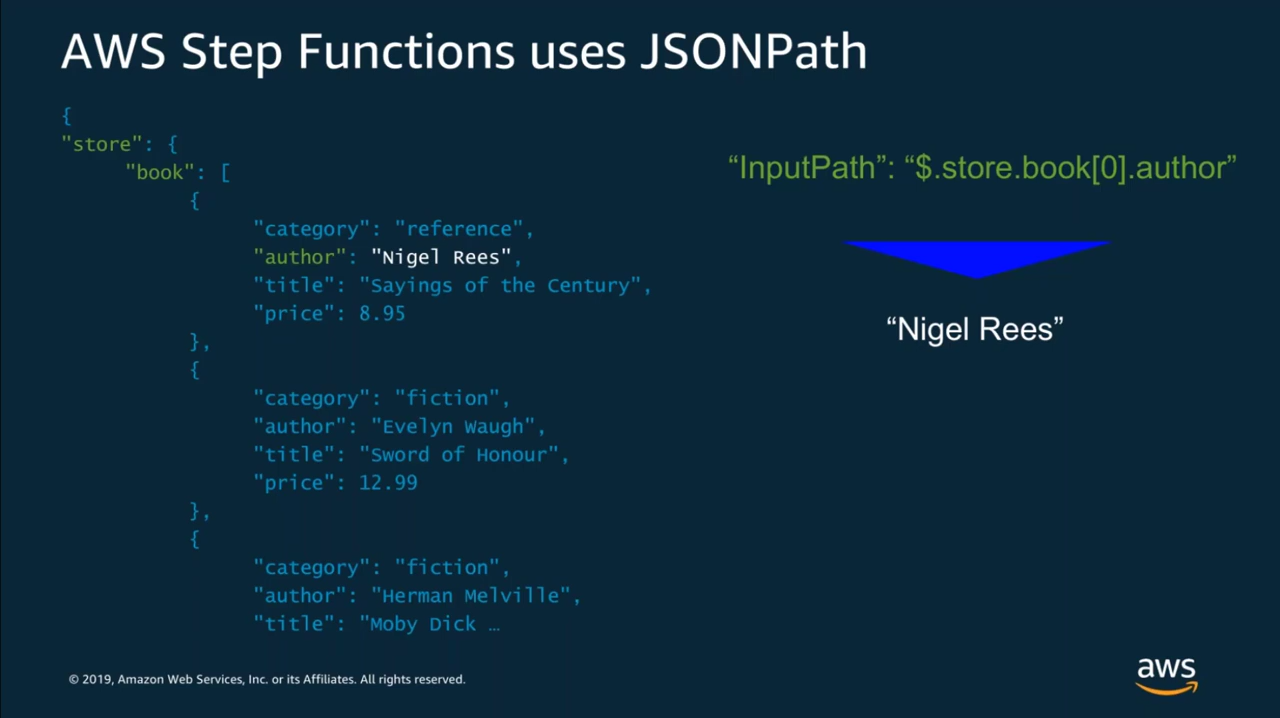 AWS Step Functions uses JSONPath
{
"store": {
"book": [
{
"category": "reference",
"author": "Nigel Rees",
"title": "Sayings of the Century",
"price": 8.95
},
{
"category": "fiction",
"author": "Evelyn Waugh",
"title": "Sword of Honour",
"price": 12.99
},
{
"category": "fiction",
"author": "Herman Melville",
"title": "Moby Dick …
“InputPath”: “$.store.book[0].author”
“Nigel Rees”
© 2019, Amazon Web Services, Inc. or its Affiliates. All rights reserved.
aws